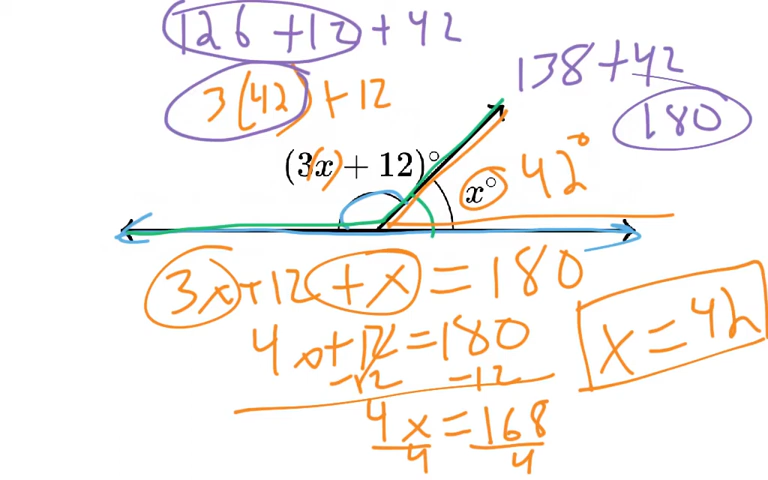 126 + 12 + 42
138 + 42
3(42) + 12
180
(3x) + 12)°
x°
42°
3x + 12 + x = 180
4x + 12 = 180
x = 42
-12 -12
4x = 168
4 4